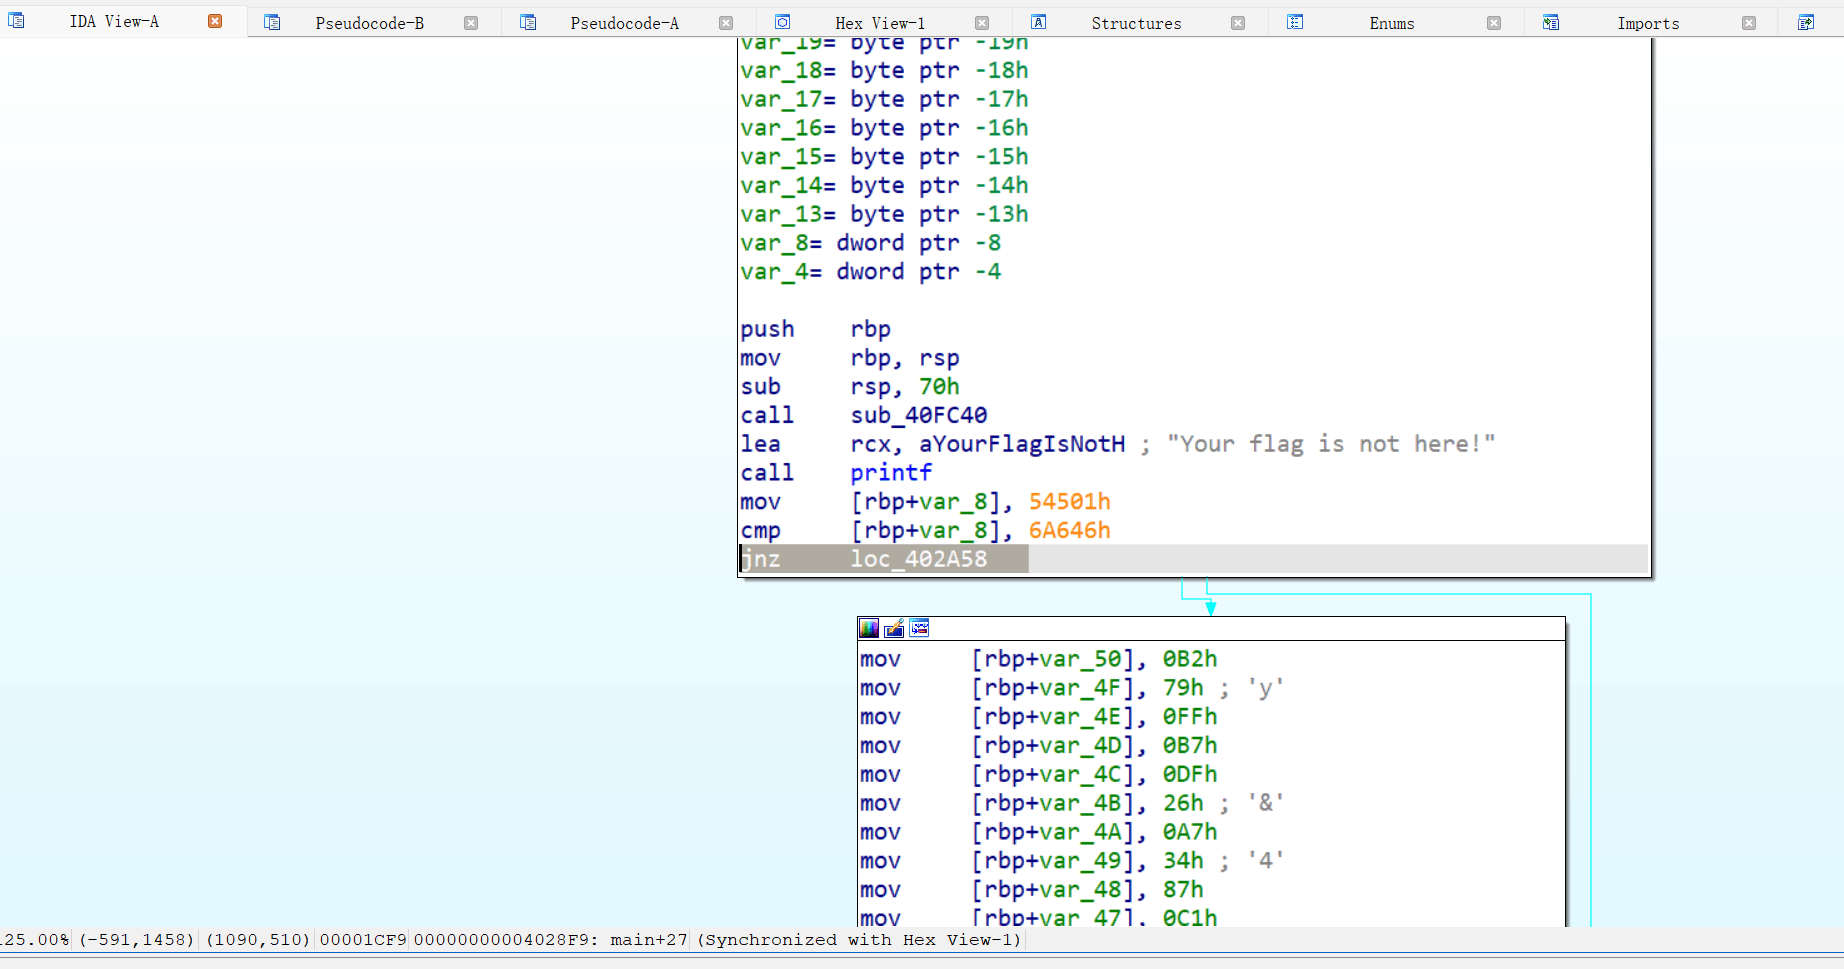 IDA View-A Pseudocode-B Pseudocode-A Hex View-1 Structures Enums Imports
var_19= byte ptr -19h
var_18= byte ptr -18h
var_17= byte ptr -17h
var_16= byte ptr -16h
var_15= byte ptr -15h
var_14= byte ptr -14h
var_13= byte ptr -13h
var_8= dword ptr -8
var_4= dword ptr -4
push rbp
mov rbp, rsp
sub rsp, 70h
call sub_40FC40
lea rcx, aYourFlagIsNotH ; "Your flag is not here!"
call printf
mov [rbp+var_8], 54501h
cmp [rbp+var_8], 6A646h
jnz loc_402A58
mov [rbp+var_50], 0B2h
mov [rbp+var_4F], 79h ; 'y'
mov [rbp+var_4E], 0FFh
mov [rbp+var_4D], 0B7h
mov [rbp+var_4C], 0DFh
mov [rbp+var_4B], 26h ; '&'
mov [rbp+var_4A], 0A7h
mov [rbp+var_49], 34h ; '4'
mov [rbp+var_48], 87h
mov [rbp+var_47], 0C1h
25.00% (-591,1458) (1090,510) 00001CF9 00000000004028F9: main+27 (Synchronized with Hex View-1)